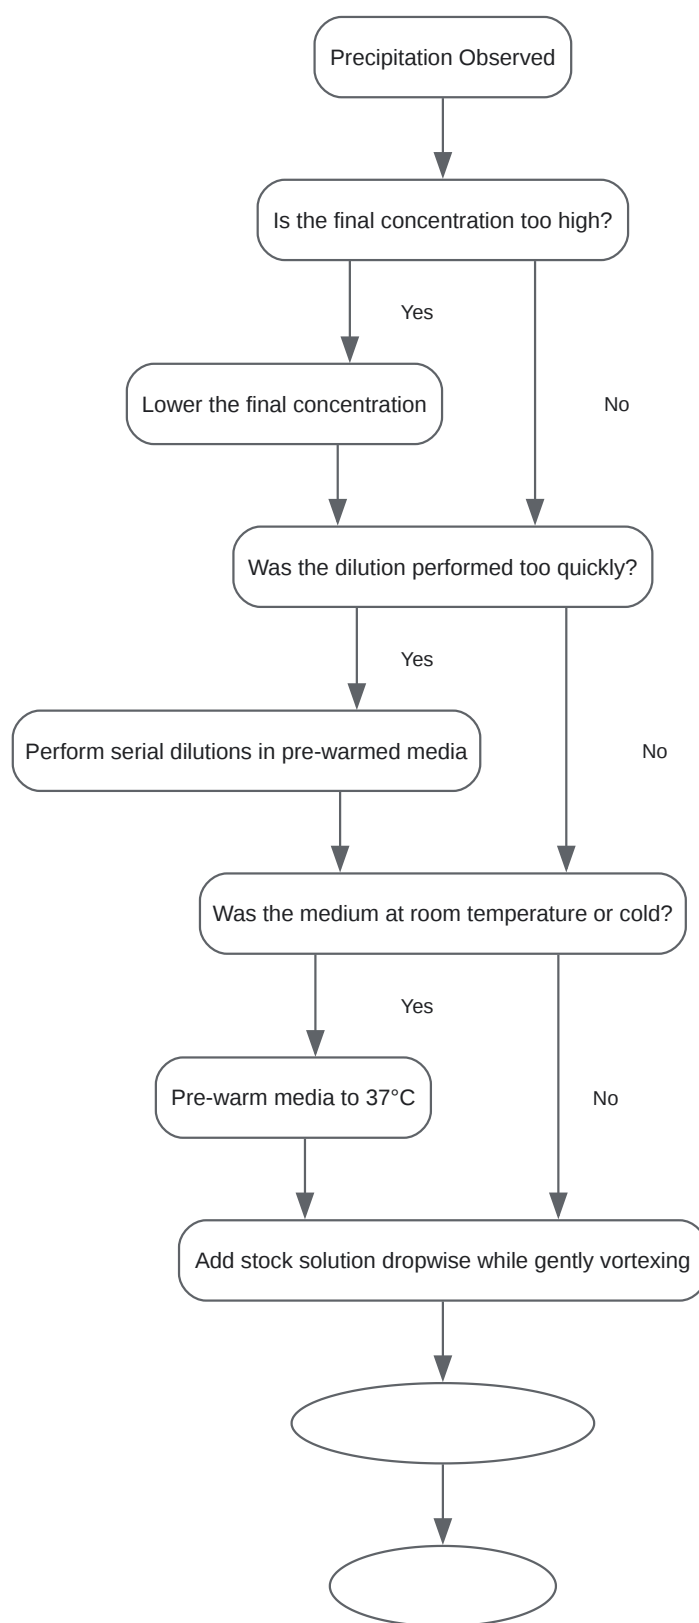 Precipitation Observed
Is the final concentration too high?
Yes
Lower the final concentration
No
Was the dilution performed too quickly?
Yes
Perform serial dilutions in pre-warmed media
No
Was the medium at room temperature or cold?
Yes
Pre-warm media to 37°C
No
Add stock solution dropwise while gently vortexing